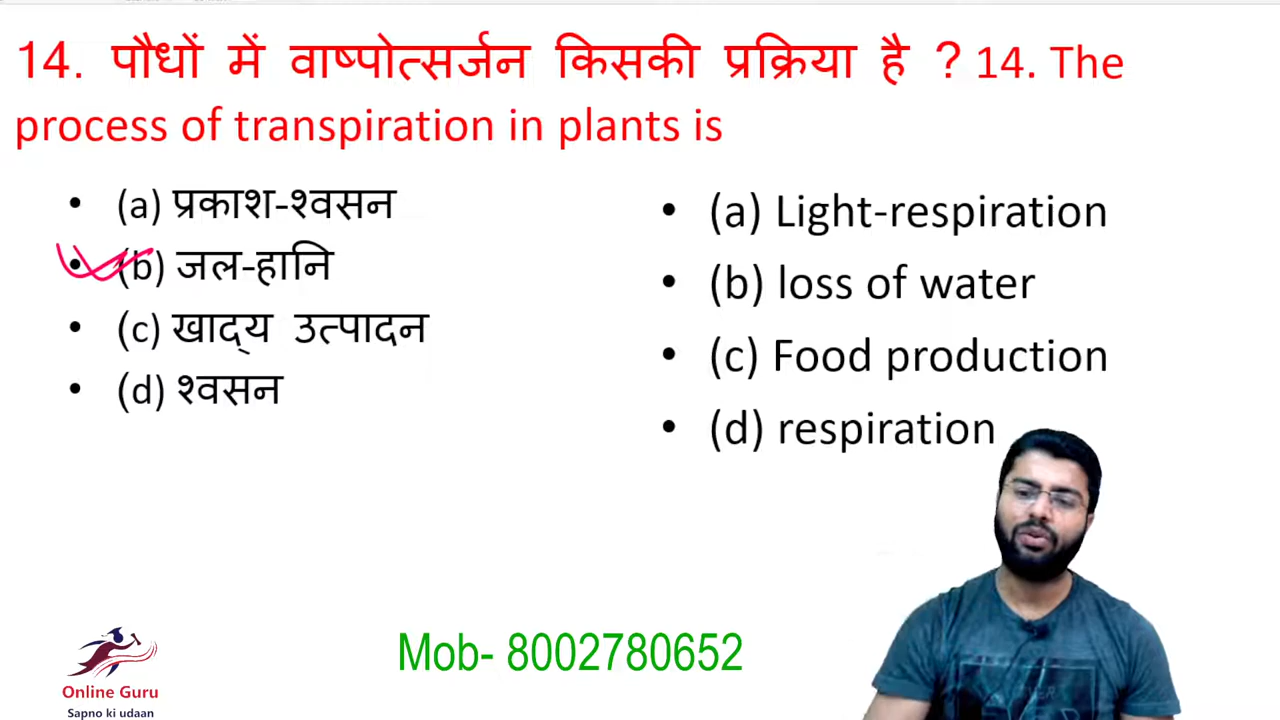 14. पौधों में वाष्पोत्सर्जन किसकी प्रक्रिया है ? 14. The
process of transpiration in plants is
• (a) प्रकाश-श्वसन
• (b) जल-हानि
• (c) खाद्‍य उत्पादन
• (d) श्वसन
• (a) Light-respiration
• (b) loss of water
• (c) Food production
• (d) respiration
Mob- 8002780652
Online Guru
Sapno ki udaan